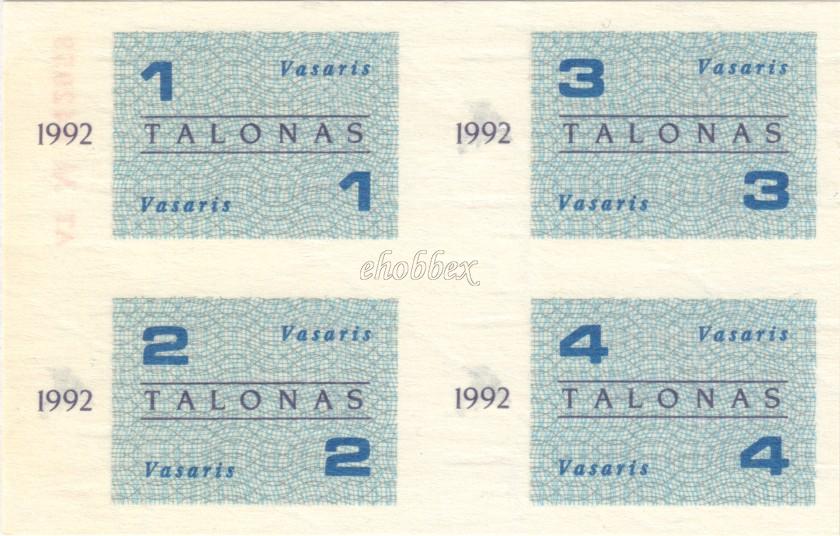 1 Vasaris
1992 TALONAS
Vasaris 1
3 Vasaris
1992 TALONAS
Vasaris 3
ehobbex
2 Vasaris
1992 TALONAS
Vasaris 2
4 Vasaris
1992 TALONAS
Vasaris 4